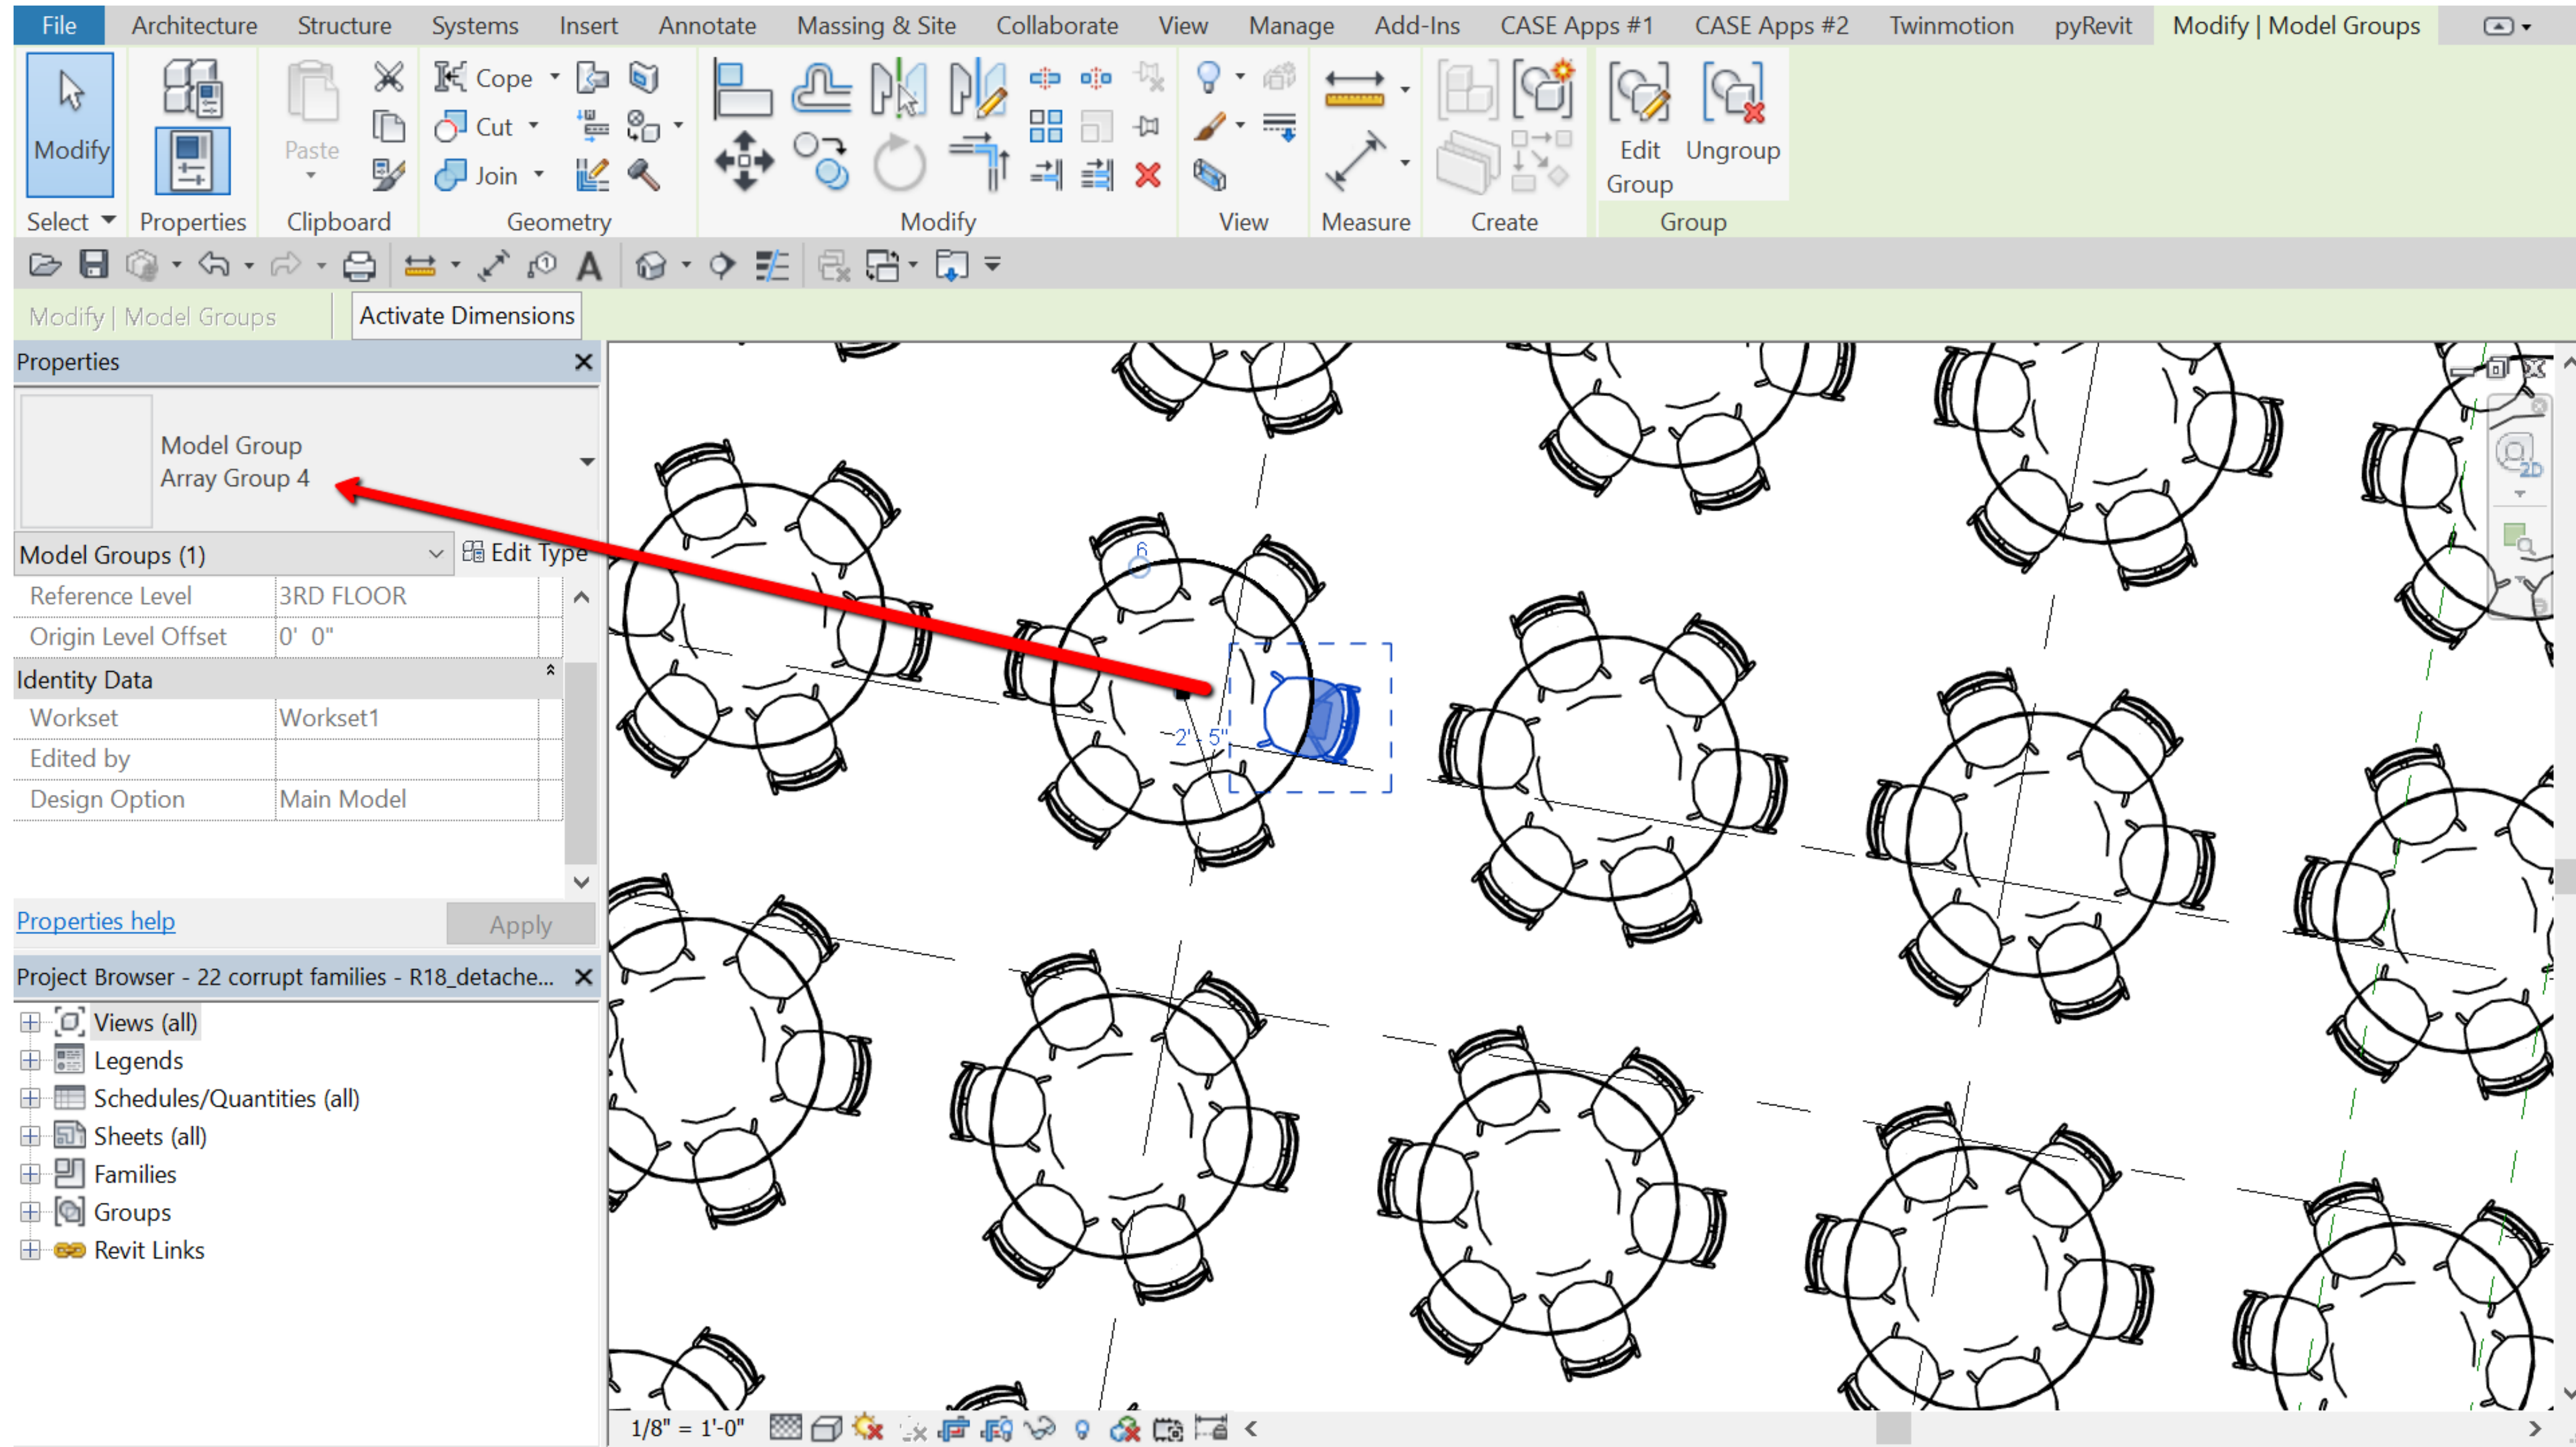 File Architecture Structure Systems Insert Annotate Massing & Site Collaborate View Manage Add-Ins CASE Apps #1 CASE Apps #2 Twinmotion pyRevit Modify | Model Groups
Cope
Cut
Join
Modify
Paste
Edit
Group
Ungroup
Select Properties Clipboard Geometry Modify View Measure Create Group
Modify | Model Groups Activate Dimensions
Properties
Model Group
Array Group 4
Model Groups (1) Edit Type
Reference Level 3RD FLOOR
Origin Level Offset 0' 0"
Identity Data
Workset Workset1
Edited by
Design Option Main Model
Properties help Apply
Project Browser - 22 corrupt families - R18_detache...
Views (all)
Legends
Schedules/Quantities (all)
Sheets (all)
Families
Groups
Revit Links
6
2' - 5"
2D
1/8" = 1'-0"